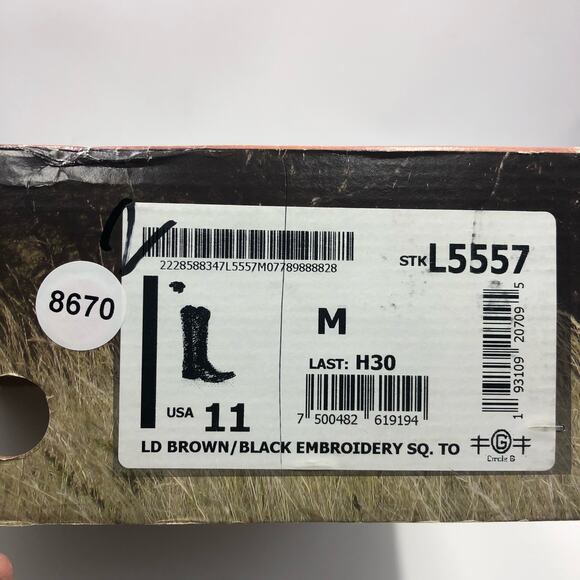 8670
2228588347L5557M07789888828
STK L5557
M
LAST: H30
USA 11
7 500482 619194
1 93109 20709 5
LD BROWN/BLACK EMBROIDERY SQ. TO
G
Circle G